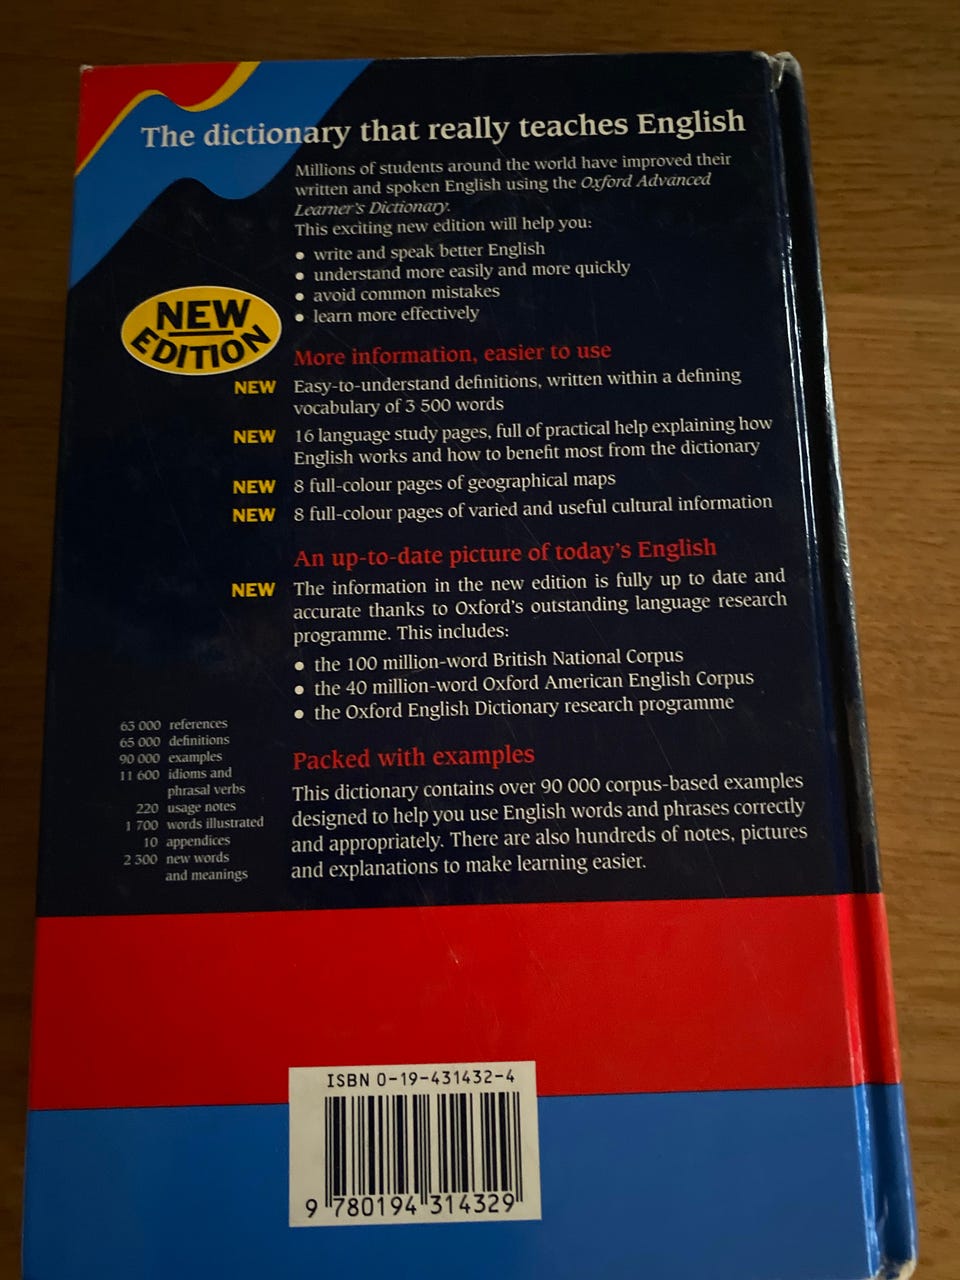 The dictionary that really teaches English
Millions of students around the world have improved their
written and spoken English using the Oxford Advanced
Learner's Dictionary.
This exciting new edition will help you:
• write and speak better English
• understand more easily and more quickly
• avoid common mistakes
• learn more effectively
NEW
EDITION
More information, easier to use
NEW Easy-to-understand definitions, written within a defining
vocabulary of 3 500 words
NEW 16 language study pages, full of practical help explaining how
English works and how to benefit most from the dictionary
NEW 8 full-colour pages of geographical maps
NEW 8 full-colour pages of varied and useful cultural information
An up-to-date picture of today's English
NEW The information in the new edition is fully up to date and
accurate thanks to Oxford's outstanding language research
programme. This includes:
• the 100 million-word British National Corpus
• the 40 million-word Oxford American English Corpus
• the Oxford English Dictionary research programme
63 000 references
65 000 definitions
90 000 examples
11 600 idioms and
phrasal verbs
220 usage notes
1 700 words illustrated
10 appendices
2 300 new words
and meanings
Packed with examples
This dictionary contains over 90 000 corpus-based examples
designed to help you use English words and phrases correctly
and appropriately. There are also hundreds of notes, pictures
and explanations to make learning easier.
ISBN 0-19-431432-4
9 780194 314329